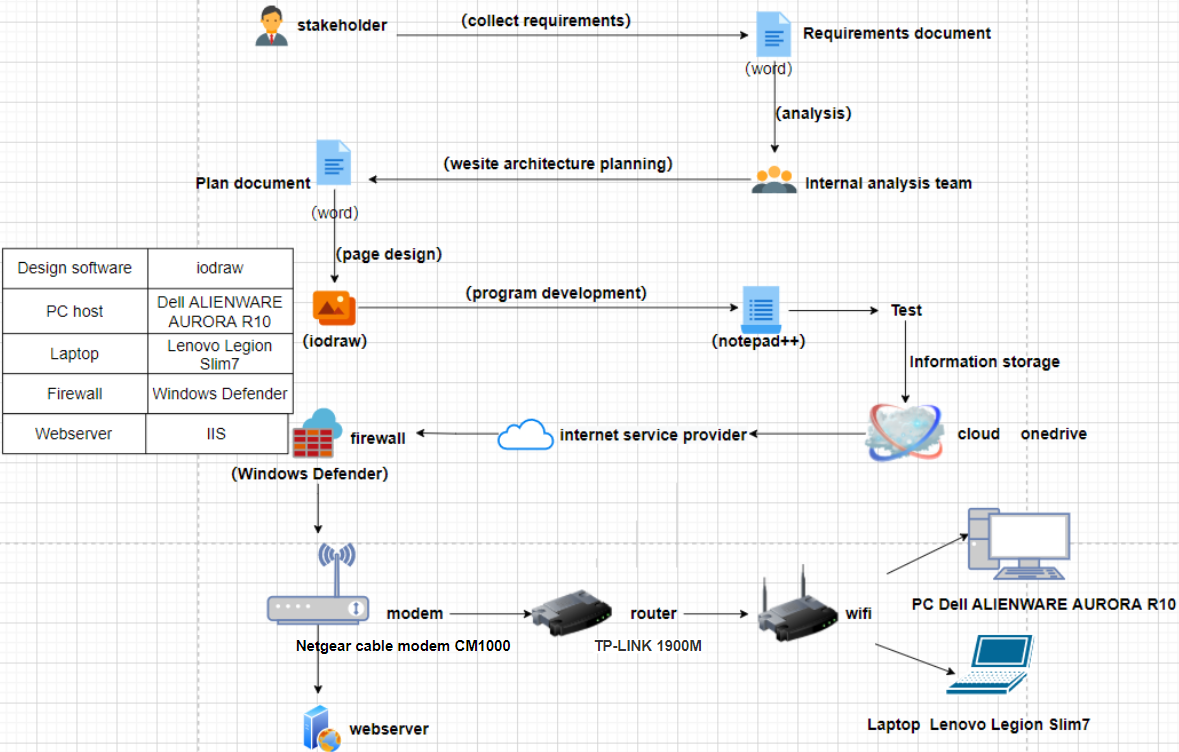 stakeholder
(collect requirements)
Requirements document
(word)
(analysis)
(wesite architecture planning)
Plan document
Internal analysis team
(word)
(page design)
Design software iodraw
PC host Dell ALIENWARE
AURORA R10
Laptop Lenovo Legion
Slim7
Firewall Windows Defender
Webserver IIS
(program development)
(iodraw)
(notepad++)
Test
Information storage
firewall
internet service provider
cloud onedrive
(Windows Defender)
modem
router
wifi
Netgear cable modem CM1000
TP-LINK 1900M
PC Dell ALIENWARE AURORA R10
Laptop Lenovo Legion Slim7
webserver